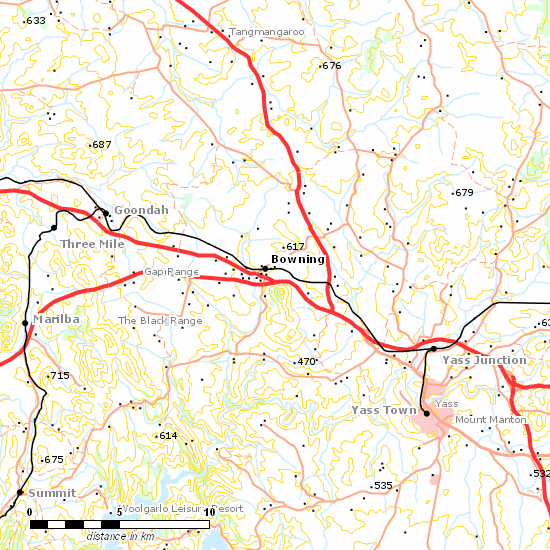 633
Tangmangaroo
676
687
679
Goondah
Three Mile
617
Bowning
Gap Range
Marilba
The Black Range
63
Yass Junction
470
715
Yass Town
Yass
Mount Manton
614
675
532
535
Summit
Woolgarlo Leisure Resort
0 5 10
distance in km